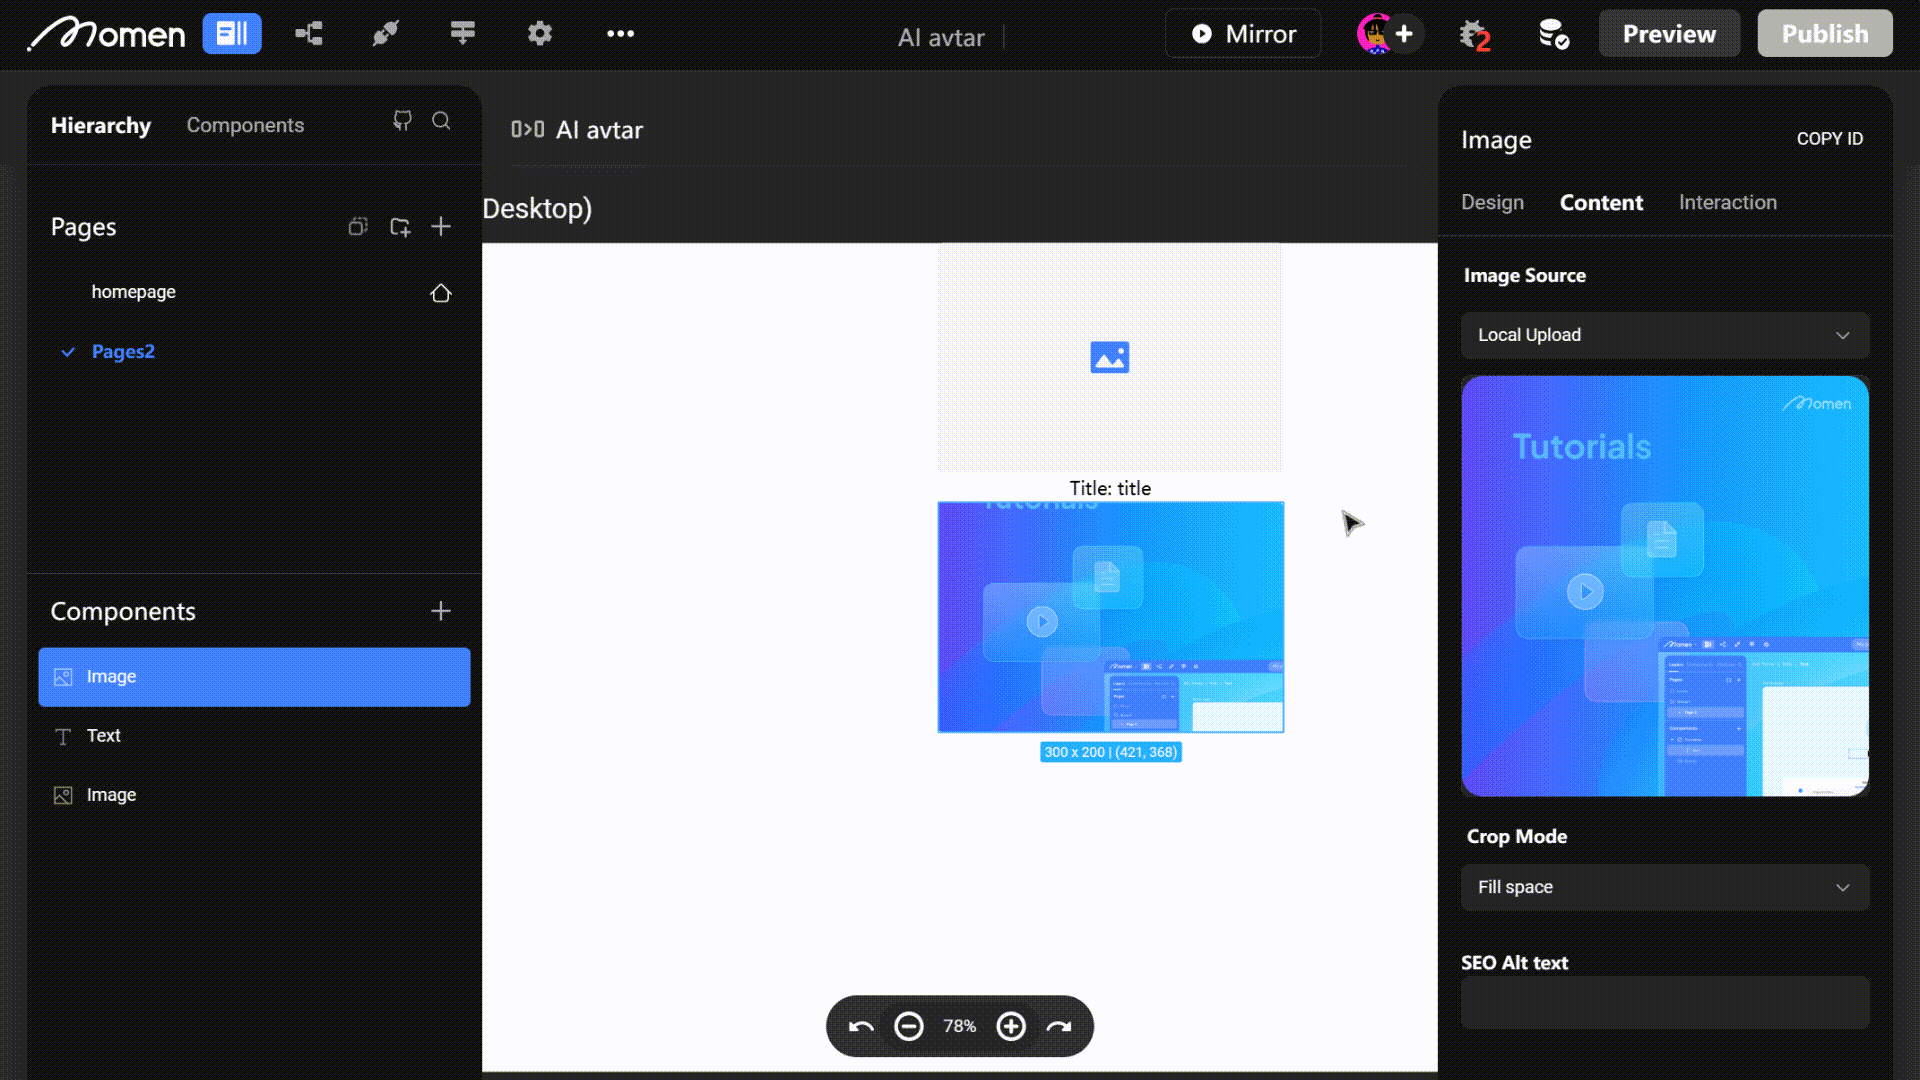 Momen
AI avtar
Mirror
2
Preview
Publish
Hierarchy
Components
AI avtar
Image
COPY ID
Pages
Desktop)
Design
Content
Interaction
homepage
Image Source
Pages2
Local Upload
Momen
Tutorials
Title: title
Tutorials
Components
Image
Text
300 x 200 | (421, 368)
Image
Crop Mode
Fill space
SEO Alt text
78%